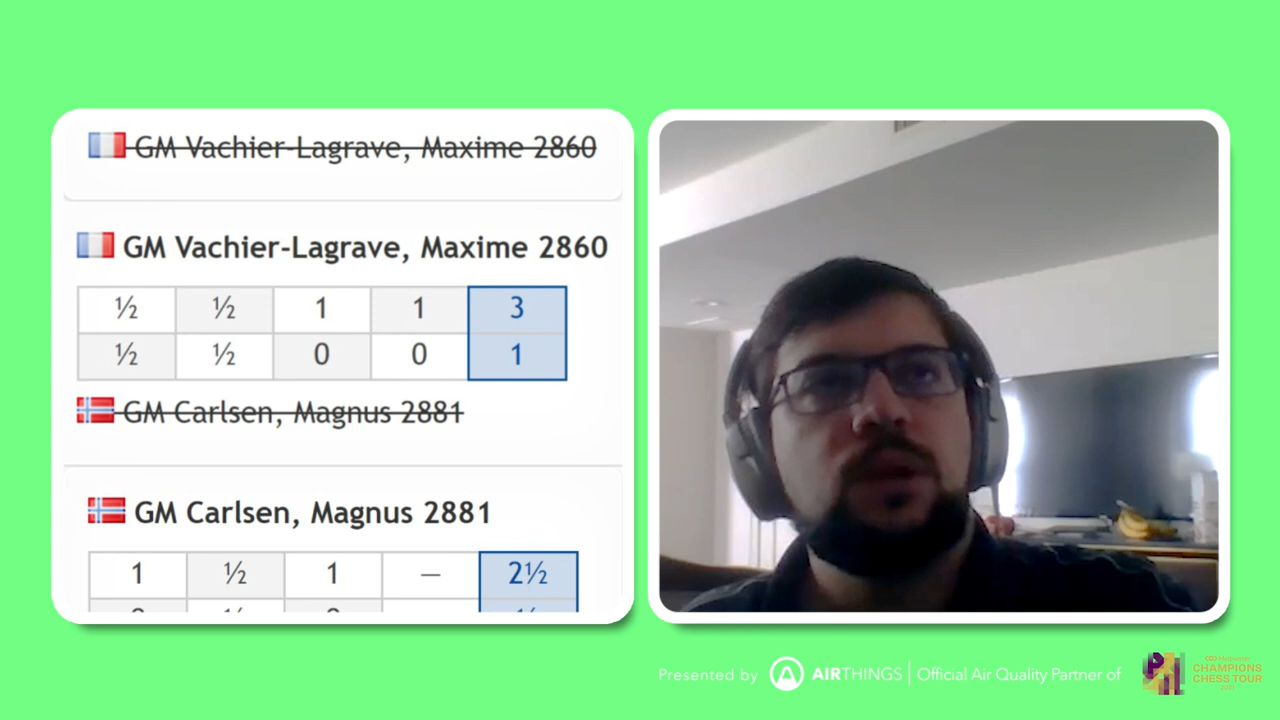 GM Vachier-Lagrave, Maxime 2860
GM Vachier-Lagrave, Maxime 2860
½ ½ 1 1 3
½ ½ 0 0 1
GM Carlsen, Magnus 2881
GM Carlsen, Magnus 2881
1 ½ 1 – 2½
Presented by AIRTHINGS | Official Air Quality Partner of
Meltwater
CHAMPIONS
CHESS TOUR
2021